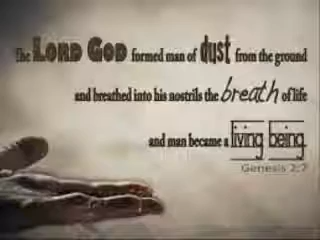 The LORD GOD formed man of dust from the ground
and breathed into his nostrils the breath of life
and man became a living being
Genesis 2:7